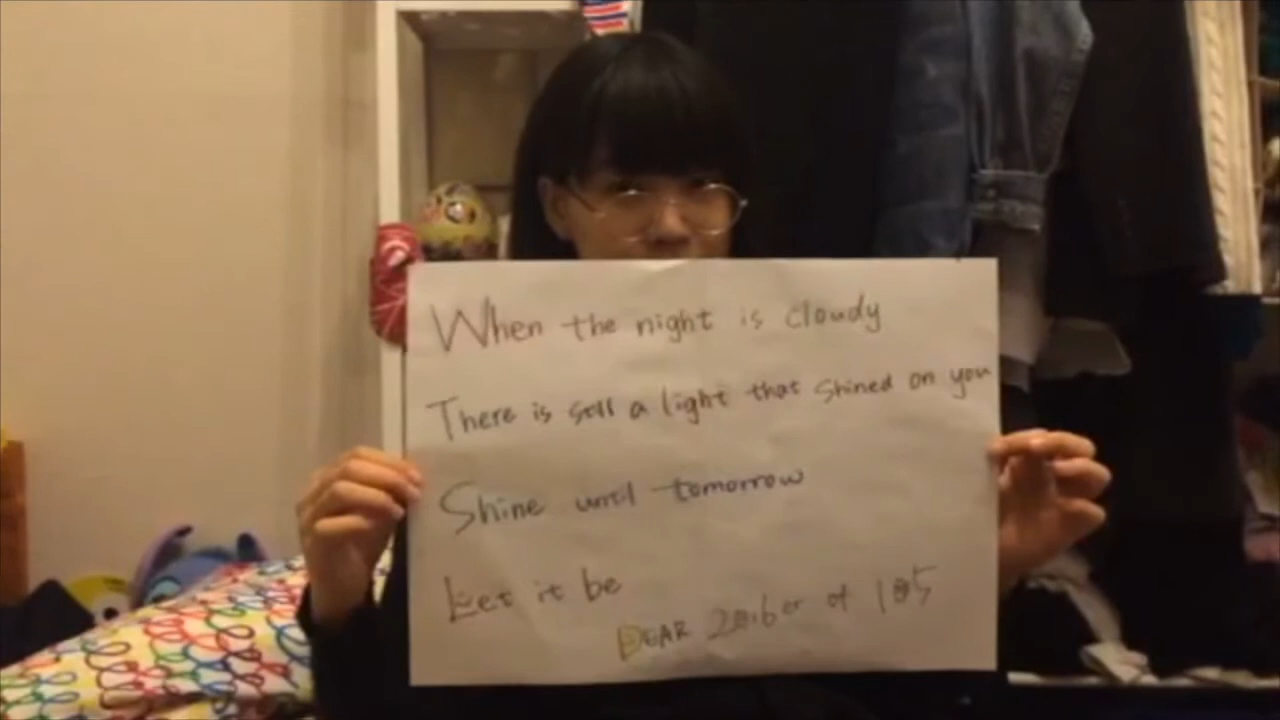 When the night is cloudy
There is still a light that shined on you
Shine until tomorrow
Let it be
DEAR 2016er of 105